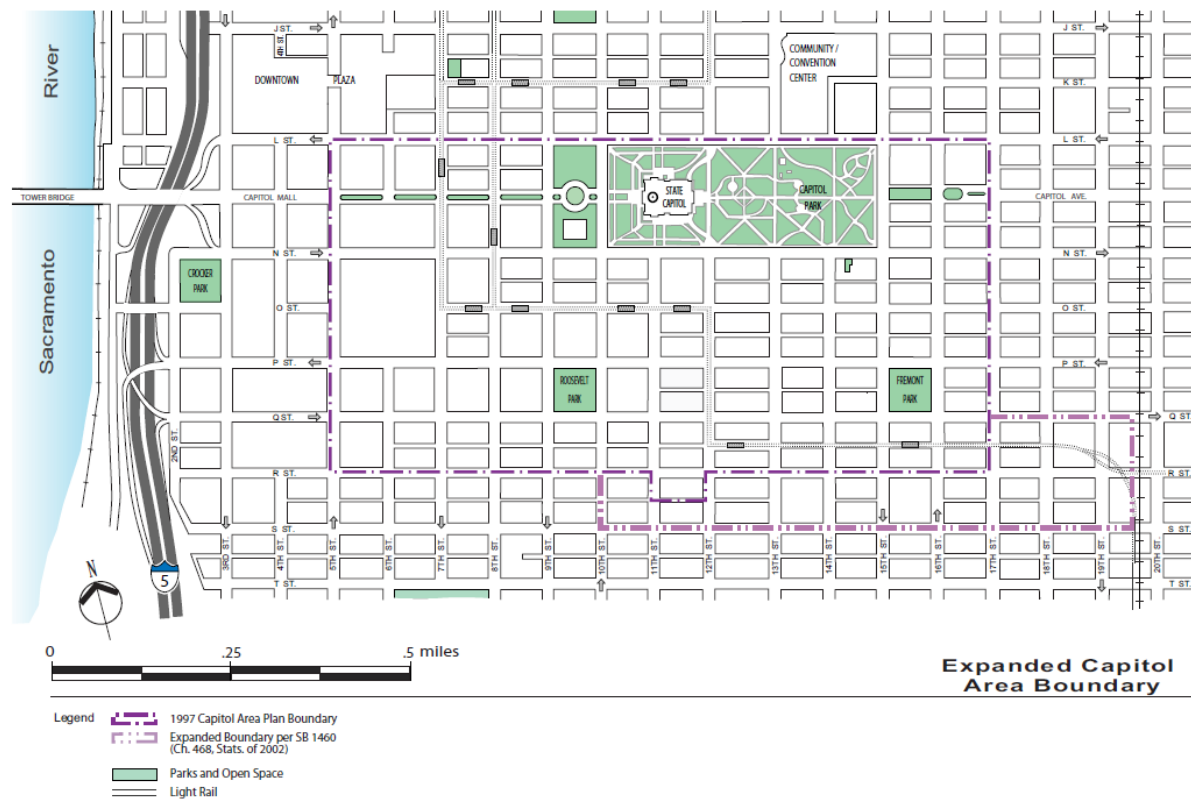 J ST.
J ST.
4TH ST.
River
COMMUNITY /
CONVENTION
CENTER
DOWNTOWN PLAZA
K ST.
L ST.
L ST.
STATE
CAPITOL
CAPITOL
PARK
TOWER BRIDGE
CAPITOL MALL
CAPITOL AVE.
N ST.
N ST.
Sacramento
CROCKER
PARK
O ST.
O ST.
P ST.
P ST.
ROOSEVELT
PARK
FREMONT
PARK
Q ST.
Q ST.
2ND ST.
R ST.
R ST.
S ST.
S ST.
3RD ST.
4TH ST.
5TH ST.
6TH ST.
7TH ST.
8TH ST.
9TH ST.
10TH ST.
11TH ST.
12TH ST.
13TH ST.
14TH ST.
15TH ST.
16TH ST.
17TH ST.
18TH ST.
19TH ST.
20TH ST.
T ST.
T ST.
N
5
0 .25 .5 miles
Expanded Capitol
Area Boundary
Legend
1997 Capitol Area Plan Boundary
Expanded Boundary per SB 1460
(Ch. 468, Stats. of 2002)
Parks and Open Space
Light Rail